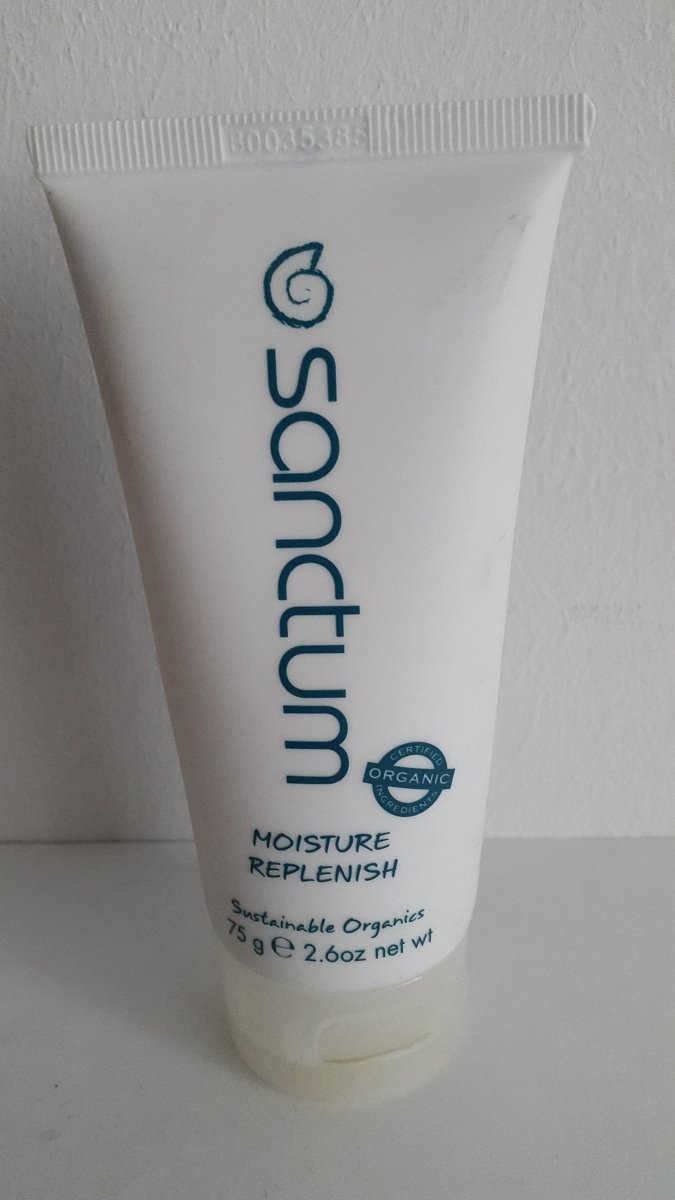 80035385
sanctum
CERTIFIED
ORGANIC
INGREDIENTS
MOISTURE
REPLENISH
Sustainable Organics
75 g e 2.6oz net wt